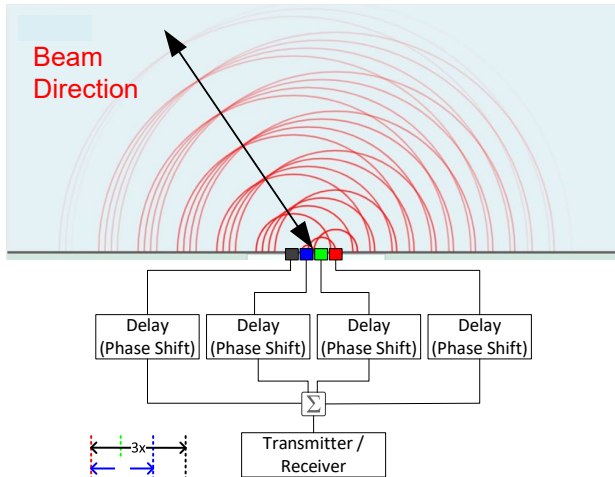 Beam
Direction
Delay
(Phase Shift)
Delay
(Phase Shift)
Delay
(Phase Shift)
Delay
(Phase Shift)
Σ
Transmitter /
Receiver
3x